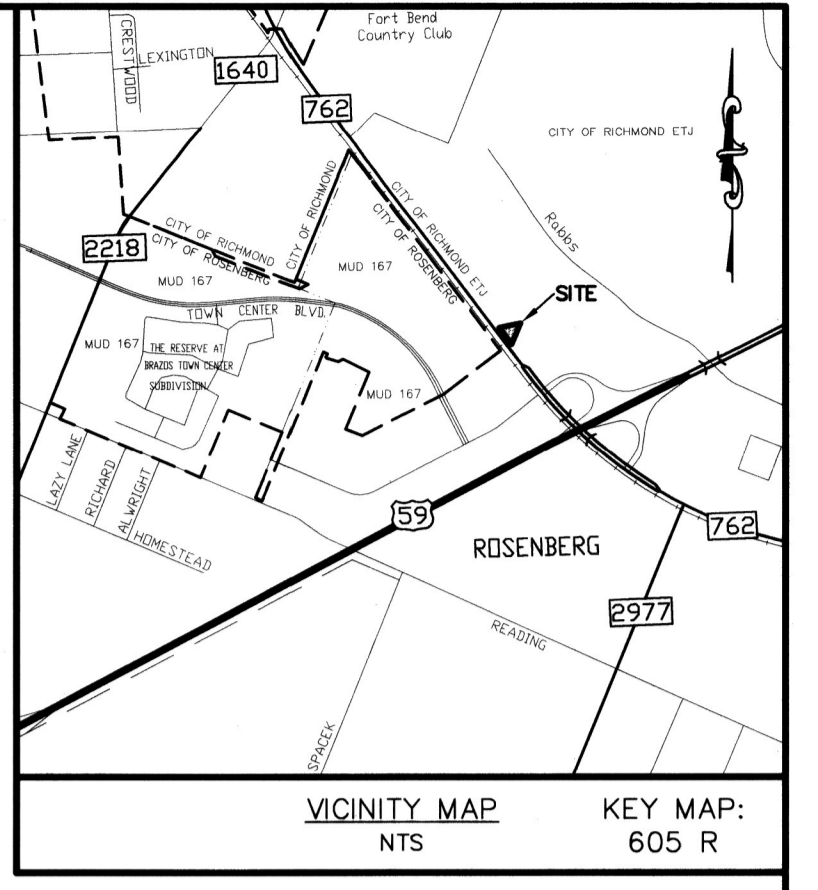 Fort Bend
Country Club
CRESTWOOD
LEXINGTON
1640
762
CITY OF RICHMOND ETJ
CITY OF RICHMOND
CITY OF RICHMOND ETJ
CITY OF ROSENBERG
Rabbs
CITY OF RICHMOND
CITY OF ROSENBERG
2218
MUD 167
MUD 167
SITE
TOWN CENTER BLVD.
MUD 167
THE RESERVE AT
BRAZOS TOWN CENTER
SUBDIVISION
MUD 167
LAZY LANE
RICHARD
ALWRIGHT
HOMESTEAD
59
ROSENBERG
762
2977
READING
SPACEK
VICINITY MAP
NTS
KEY MAP:
605 R